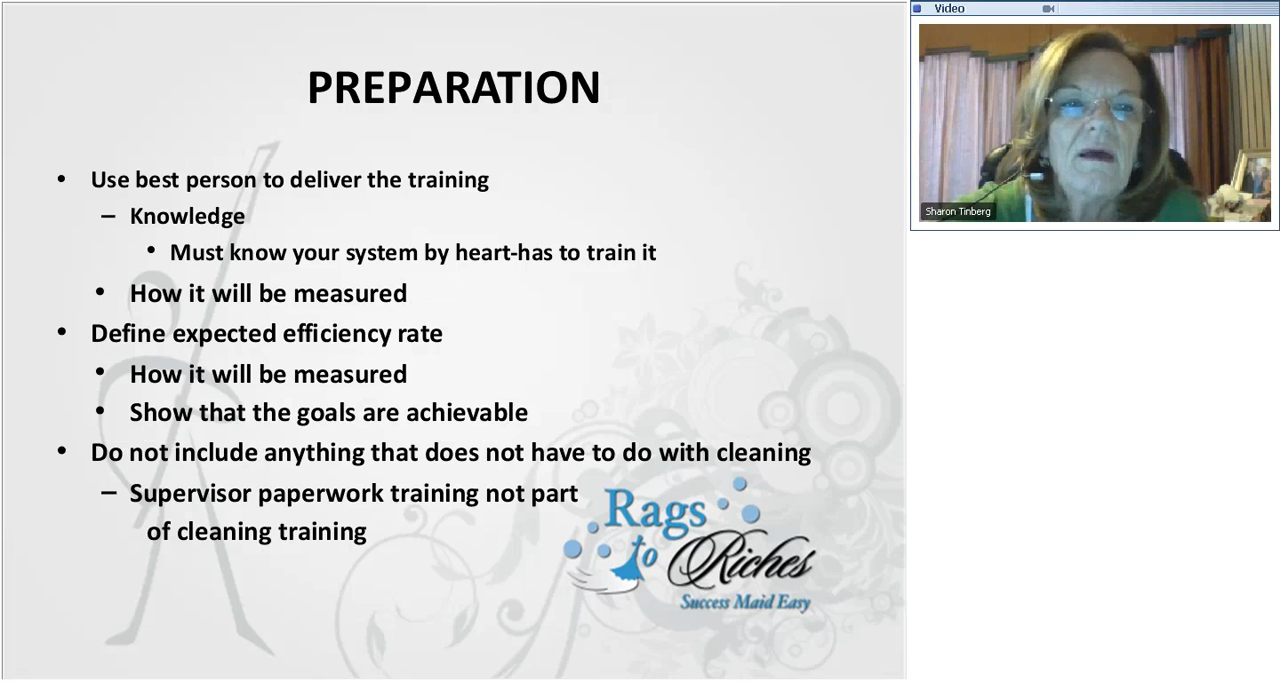 PREPARATION
• Use best person to deliver the training
– Knowledge
• Must know your system by heart-has to train it
• How it will be measured
• Define expected efficiency rate
• How it will be measured
• Show that the goals are achievable
• Do not include anything that does not have to do with cleaning
– Supervisor paperwork training not part
of cleaning training
Rags
to Riches
Success Maid Easy
Video
Sharon Tinberg